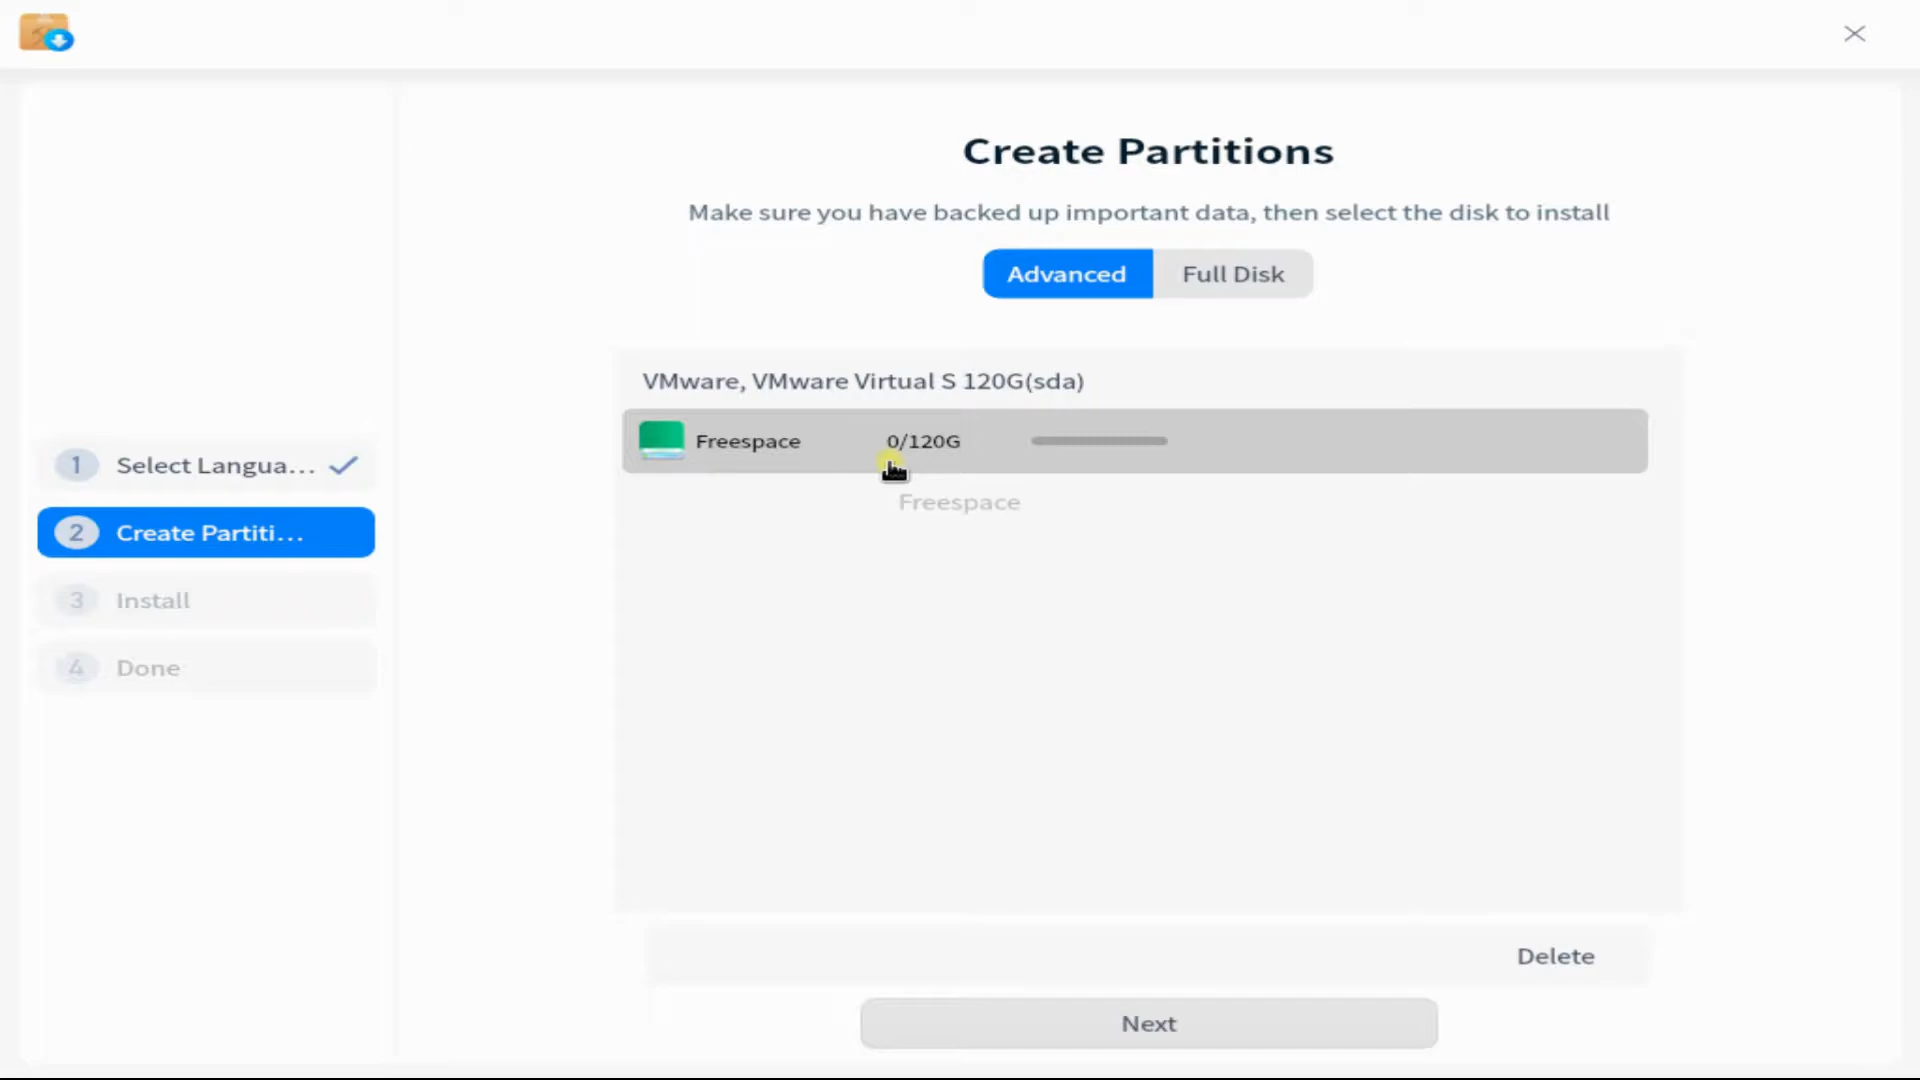 Create Partitions
Make sure you have backed up important data, then select the disk to install
Advanced
Full Disk
VMware, VMware Virtual S 120G(sda)
Freespace
0/120G
Freespace
1 Select Langua...
2 Create Partiti...
3 Install
4 Done
Delete
Next